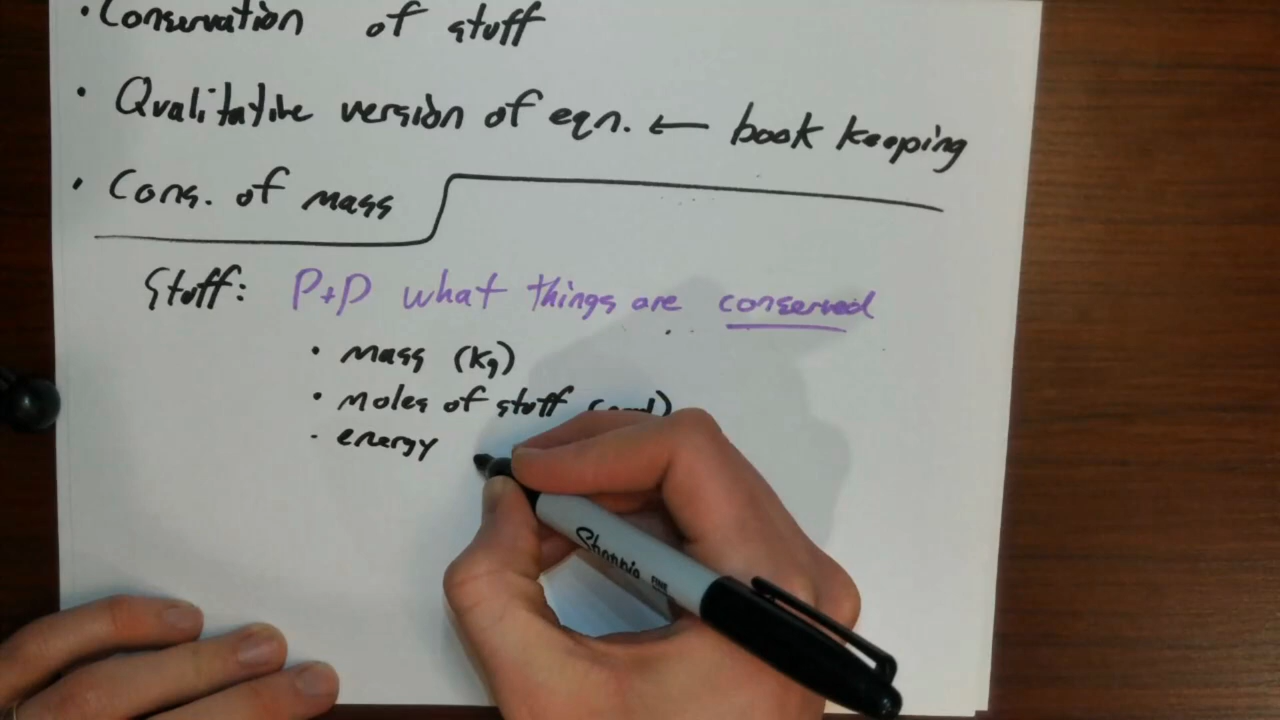 • Conservation of stuff
• Qualitative version of eqn. ← book keeping
• Cons. of mass
Stuff: P+P what things are conserved
• mass (kg)
• moles of stuff
• energy
Sharpie FINE